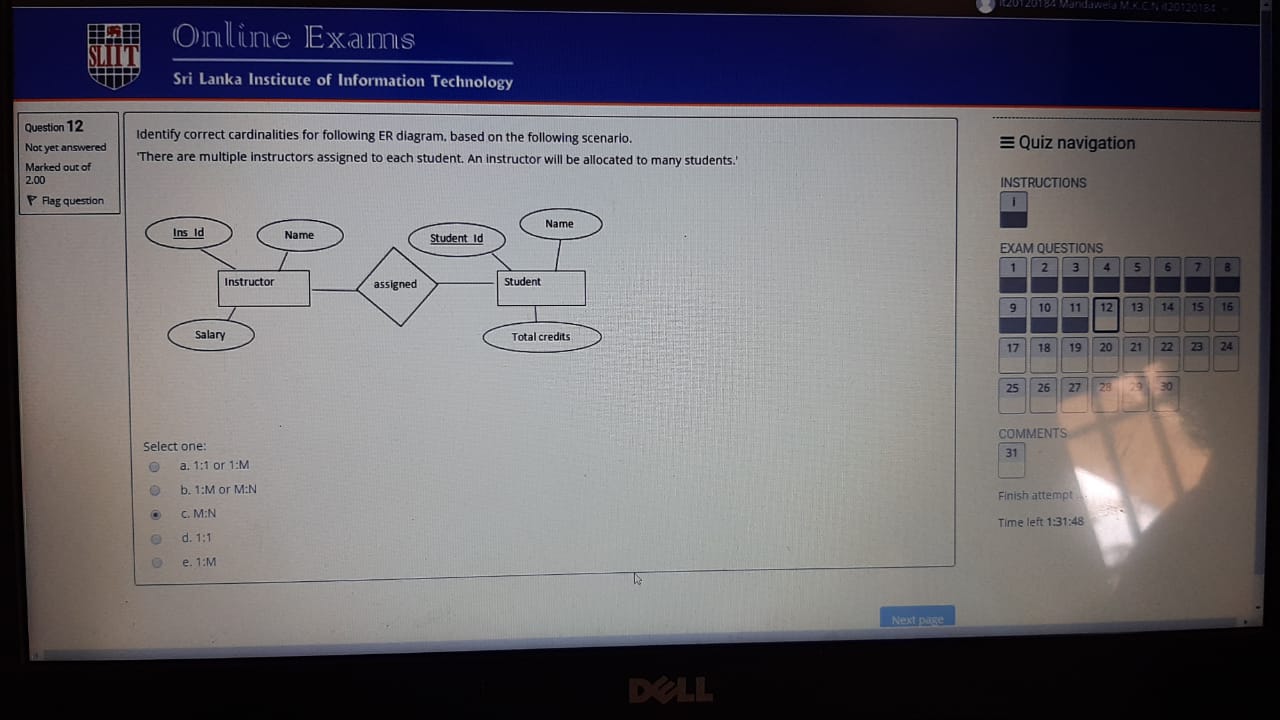 it20120184 Mandawela M.K.C.N it20120184
Online Exams
SLIIT
Sri Lanka Institute of Information Technology
Question 12
Not yet answered
Marked out of
2.00
Flag question
Identify correct cardinalities for following ER diagram, based on the following scenario.
'There are multiple instructors assigned to each student. An instructor will be allocated to many students.'
Ins_Id
Name
Student_Id
Name
Instructor
assigned
Student
Salary
Total credits
Select one:
a. 1:1 or 1:M
b. 1:M or M:N
c. M:N
d. 1:1
e. 1:M
Next page
Quiz navigation
INSTRUCTIONS
i
EXAM QUESTIONS
1 2 3 4 5 6 7 8
9 10 11 12 13 14 15 16
17 18 19 20 21 22 23 24
25 26 27 28 29 30
COMMENTS
31
Finish attempt ...
Time left 1:31:48
DELL